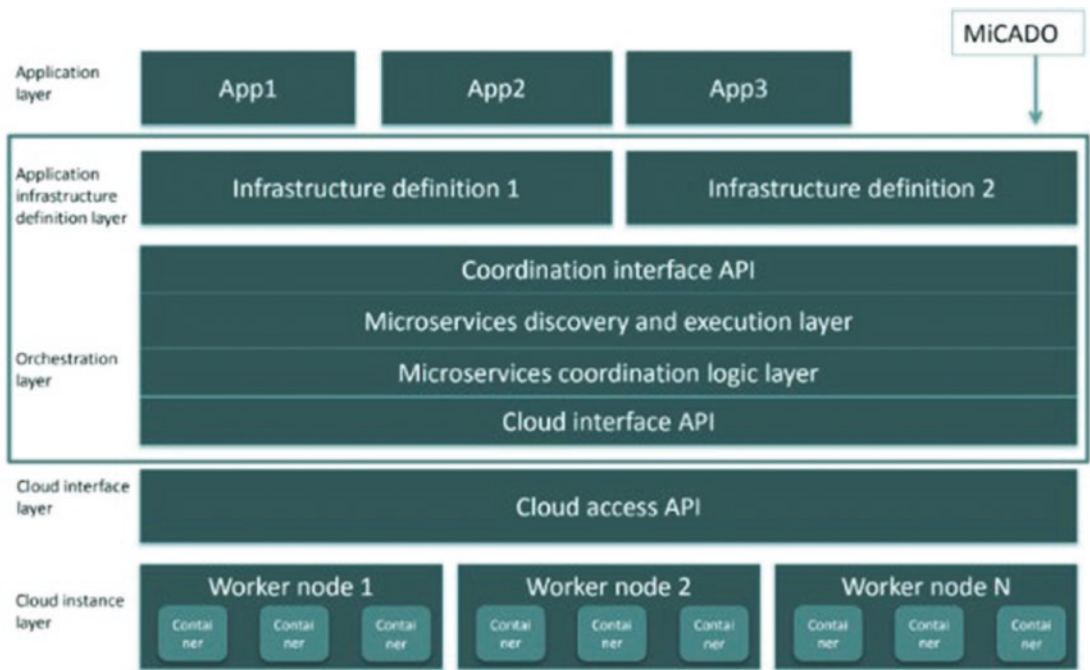 MiCADO
Application
layer
App1
App2
App3
Application
infrastructure
definition layer
Infrastructure definition 1
Infrastructure definition 2
Coordination interface API
Microservices discovery and execution layer
Orchestration
layer
Microservices coordination logic layer
Cloud interface API
Cloud interface
layer
Cloud access API
Cloud instance
layer
Worker node 1
Contai
ner
Contai
ner
Contai
ner
Worker node 2
Contai
ner
Contai
ner
Contai
ner
Worker node N
Contai
ner
Contai
ner
Contai
ner